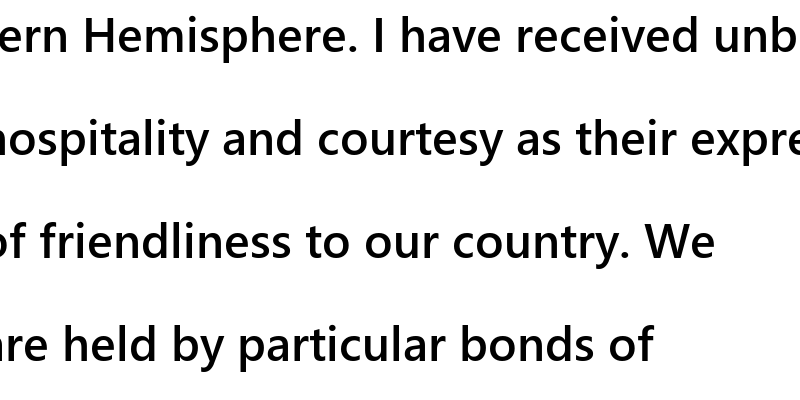 ern Hemisphere. I have received unb
hospitality and courtesy as their expre
of friendliness to our country. We
are held by particular bonds of